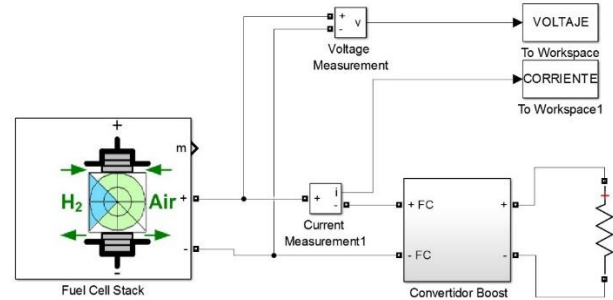 +
-
v
Voltage
Measurement
VOLTAJE
To Workspace
CORRIENTE
To Workspace1
+
m
H2 Air
+
-
-
Fuel Cell Stack
+
i
-
Current
Measurement1
+ FC
- FC
+
-
Convertidor Boost
+